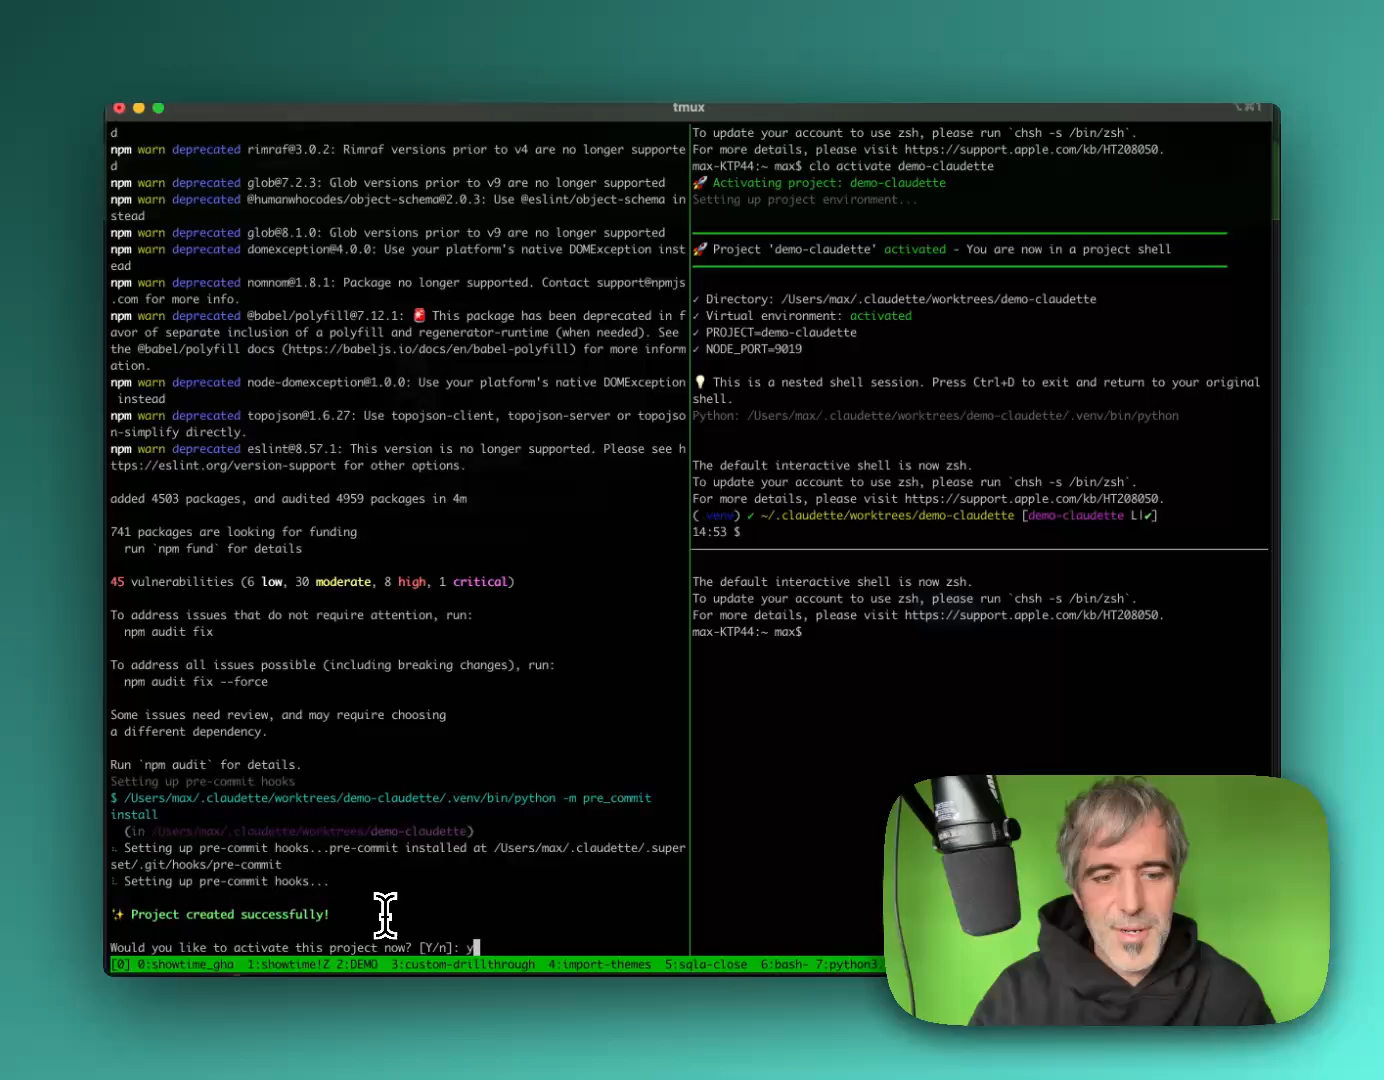 tmux
d
npm warn deprecated rimraf@3.0.2: Rimraf versions prior to v4 are no longer supporte
d
npm warn deprecated glob@7.2.3: Glob versions prior to v9 are no longer supported
npm warn deprecated @humanwhocodes/object-schema@2.0.3: Use @eslint/object-schema in
stead
npm warn deprecated glob@8.1.0: Glob versions prior to v9 are no longer supported
npm warn deprecated domexception@4.0.0: Use your platform's native DOMException inst
ead
npm warn deprecated nomnom@1.8.1: Package no longer supported. Contact support@npmjs
.com for more info.
npm warn deprecated @babel/polyfill@7.12.1: 🚨 This package has been deprecated in f
avor of separate inclusion of a polyfill and regenerator-runtime (when needed). See
the @babel/polyfill docs (https://babeljs.io/docs/en/babel-polyfill) for more inform
ation.
npm warn deprecated node-domexception@1.0.0: Use your platform's native DOMException
instead
npm warn deprecated topojson@1.6.27: Use topojson-client, topojson-server or topojso
n-simplify directly.
npm warn deprecated eslint@8.57.1: This version is no longer supported. Please see h
ttps://eslint.org/version-support for other options.
added 4503 packages, and audited 4959 packages in 4m
741 packages are looking for funding
run `npm fund` for details
45 vulnerabilities (6 low, 30 moderate, 8 high, 1 critical)
To address issues that do not require attention, run:
npm audit fix
To address all issues possible (including breaking changes), run:
npm audit fix --force
Some issues need review, and may require choosing
a different dependency.
Run `npm audit` for details.
Setting up pre-commit hooks
$ /Users/max/.claudette/worktrees/demo-claudette/.venv/bin/python -m pre_commit
install
(in /Users/max/.claudette/worktrees/demo-claudette)
Setting up pre-commit hooks...pre-commit installed at /Users/max/.claudette/.super
set/.git/hooks/pre-commit
Setting up pre-commit hooks...
✨ Project created successfully!
Would you like to activate this project now? [Y/n]: y
To update your account to use zsh, please run `chsh -s /bin/zsh`.
For more details, please visit https://support.apple.com/kb/HT208050.
max-KTP44:~ max$ clo activate demo-claudette
🚀 Activating project: demo-claudette
Setting up project environment...
🚀 Project 'demo-claudette' activated - You are now in a project shell
✓ Directory: /Users/max/.claudette/worktrees/demo-claudette
✓ Virtual environment: activated
✓ PROJECT=demo-claudette
✓ NODE_PORT=9019
💡 This is a nested shell session. Press Ctrl+D to exit and return to your original
shell.
Python: /Users/max/.claudette/worktrees/demo-claudette/.venv/bin/python
The default interactive shell is now zsh.
To update your account to use zsh, please run `chsh -s /bin/zsh`.
For more details, please visit https://support.apple.com/kb/HT208050.
(.venv) ✔ ~/.claudette/worktrees/demo-claudette [demo-claudette L|✔]
14:53 $
The default interactive shell is now zsh.
To update your account to use zsh, please run `chsh -s /bin/zsh`.
For more details, please visit https://support.apple.com/kb/HT208050.
max-KTP44:~ max$
[0] 0:showtime_gha 1:showtime!Z 2:DEMO 3:custom-drillthrough 4:import-themes 5:sqla-close 6:bash- 7:python3